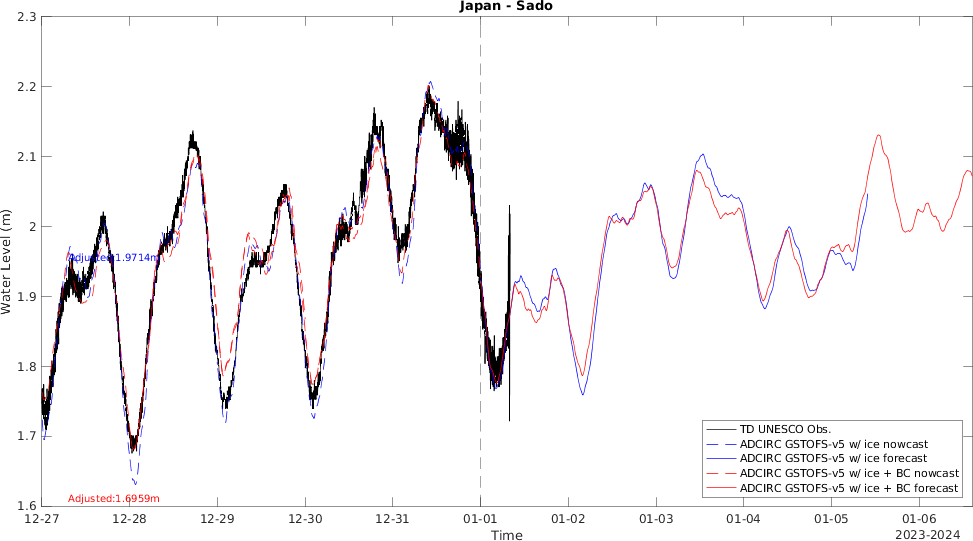 Japan - Sado
Water Level (m)
2.3
2.2
2.1
2
1.9
1.8
1.7
1.6
Adjusted:1.9714m
Adjusted:1.6959m
TD UNESCO Obs.
ADCIRC GSTOFS-v5 w/ ice nowcast
ADCIRC GSTOFS-v5 w/ ice forecast
ADCIRC GSTOFS-v5 w/ ice + BC nowcast
ADCIRC GSTOFS-v5 w/ ice + BC forecast
12-27 12-28 12-29 12-30 12-31 01-01 01-02 01-03 01-04 01-05 01-06
Time
2023-2024